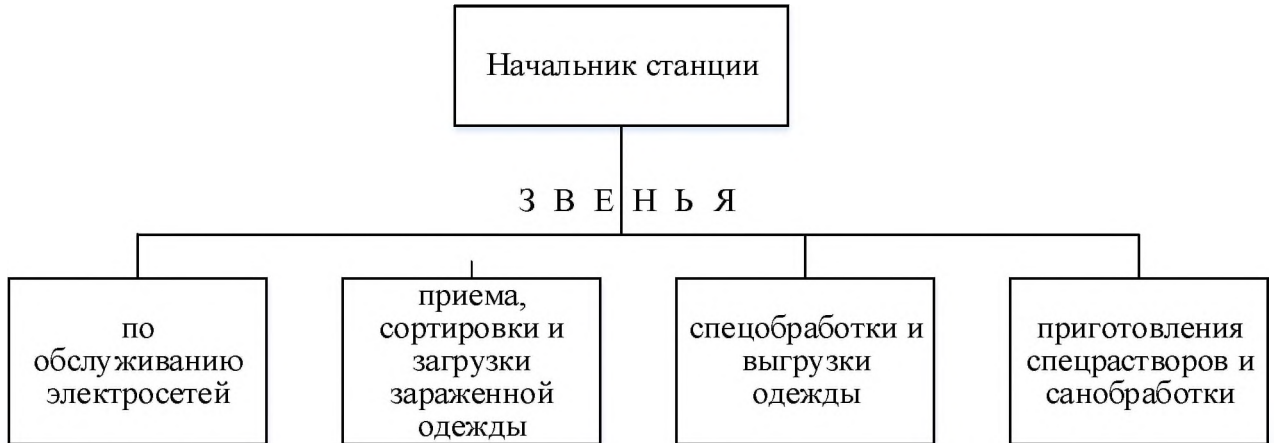 Начальник станции
З В Е Н Ь Я
по
обслуживанию
электросетей
приема,
сортировки и
загрузки
зараженной
одежды
спецобработки и
выгрузки
одежды
приготовления
спецрастворов и
санобработки